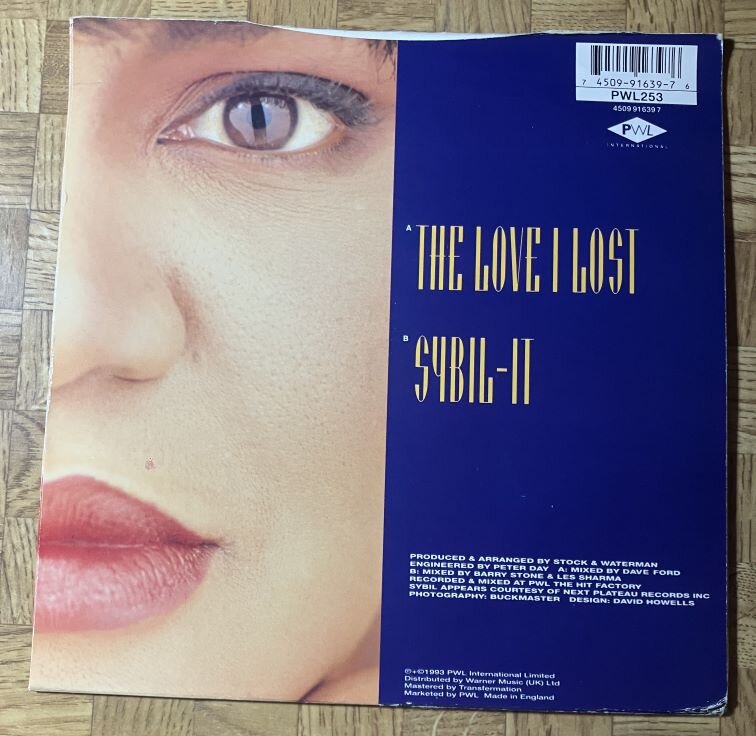 7 4509-91639-7 6
PWL253
4509 91639 7
PWL
INTERNATIONAL
A THE LOVE I LOST
B SYBIL-IT
PRODUCED & ARRANGED BY STOCK & WATERMAN
ENGINEERED BY PETER DAY A: MIXED BY DAVE FORD
B: MIXED BY BARRY STONE & LES SHARMA
RECORDED & MIXED AT PWL THE HIT FACTORY
SYBIL APPEARS COURTESY OF NEXT PLATEAU RECORDS INC
PHOTOGRAPHY: BUCKMASTER DESIGN: DAVID HOWELLS
℗+©1993 PWL International Limited
Distributed by Warner Music (UK) Ltd
Mastered by Transfermation
Marketed by PWL Made in England